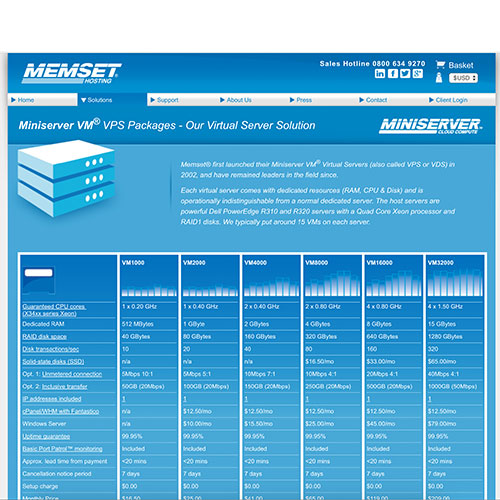 MEMSET®
HOSTING
Sales Hotline 0800 634 9270
Basket
$USD
Home Solutions Support About Us Press Contact Client Login
Miniserver VM® VPS Packages - Our Virtual Server Solution
MINISERVER
CLOUD COMPUTE
Memset® first launched their Miniserver VM® Virtual Servers (also called VPS or VDS) in
2002, and have remained leaders in the field since.
Each virtual server comes with dedicated resources (RAM, CPU & Disk) and is
operationally indistinguishable from a normal dedicated server. The host servers are
powerful Dell PowerEdge R310 and R320 servers with a Quad Core Xeon processor and
RAID1 disks. We typically put around 15 VMs on each server.
VM1000 VM2000 VM4000 VM8000 VM16000 VM32000
Guaranteed CPU cores
(X34xx series Xeon) 1 x 0.20 GHz 1 x 0.40 GHz 2 x 0.40 GHz 2 x 0.80 GHz 4 x 0.80 GHz 4 x 1.50 GHz
Dedicated RAM 512 MBytes 1 GByte 2 GBytes 4 GBytes 8 GBytes 15 GBytes
RAID disk space 40 GBytes 80 GBytes 160 GBytes 320 GBytes 640 GBytes 1280 GBytes
Disk transactions/sec 10 20 40 80 160 320
Solid-state disks (SSD) n/a n/a n/a $16.50/mo $33.00/mo $65.00/mo
Opt. 1: Unmetered connection 5Mbps 10:1 5Mbps 5:1 10Mbps 7:1 10Mbps 4:1 20Mbps 4:1 40Mbps 4:1
Opt. 2: Inclusive transfer 50GB (20Mbps) 100GB (20Mbps) 150GB (20Mbps) 250GB (20Mbps) 500GB (20Mbps) 1000GB (50Mbps)
IP addresses included 1 1 1 1 1 1
cPanel/WHM with Fantastico n/a $12.50/mo $12.50/mo $12.50/mo $12.50/mo $12.50/mo
Windows Server n/a $10.00/mo $15.50/mo $25.00/mo $45.00/mo $79.00/mo
Uptime guarantee 99.95% 99.95% 99.95% 99.95% 99.95% 99.95%
Basic Port Patrol™ monitoring Included Included Included Included Included Included
Approx. lead time from payment <20 mins <20 mins <20 mins <20 mins <20 mins <20 mins
Cancellation notice period 7 days 7 days 7 days 7 days 7 days 7 days
Setup charge $0.00 $0.00 $0.00 $0.00 $0.00 $0.00
Monthly Price